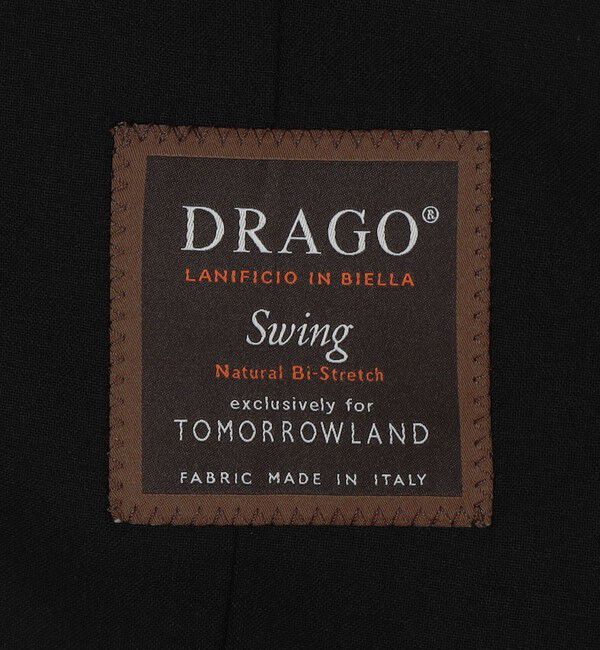 DRAGO®
LANIFICIO IN BIELLA
Swing
Natural Bi-Stretch
exclusively for
TOMORROWLAND
FABRIC MADE IN ITALY